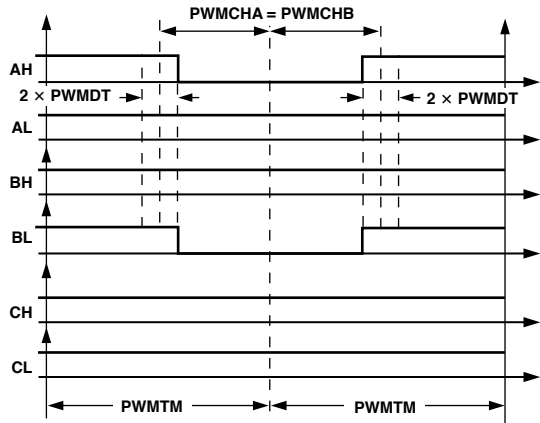 PWMCHA = PWMCHB
AH
2 × PWMDT
2 × PWMDT
AL
BH
BL
CH
CL
PWMTM
PWMTM